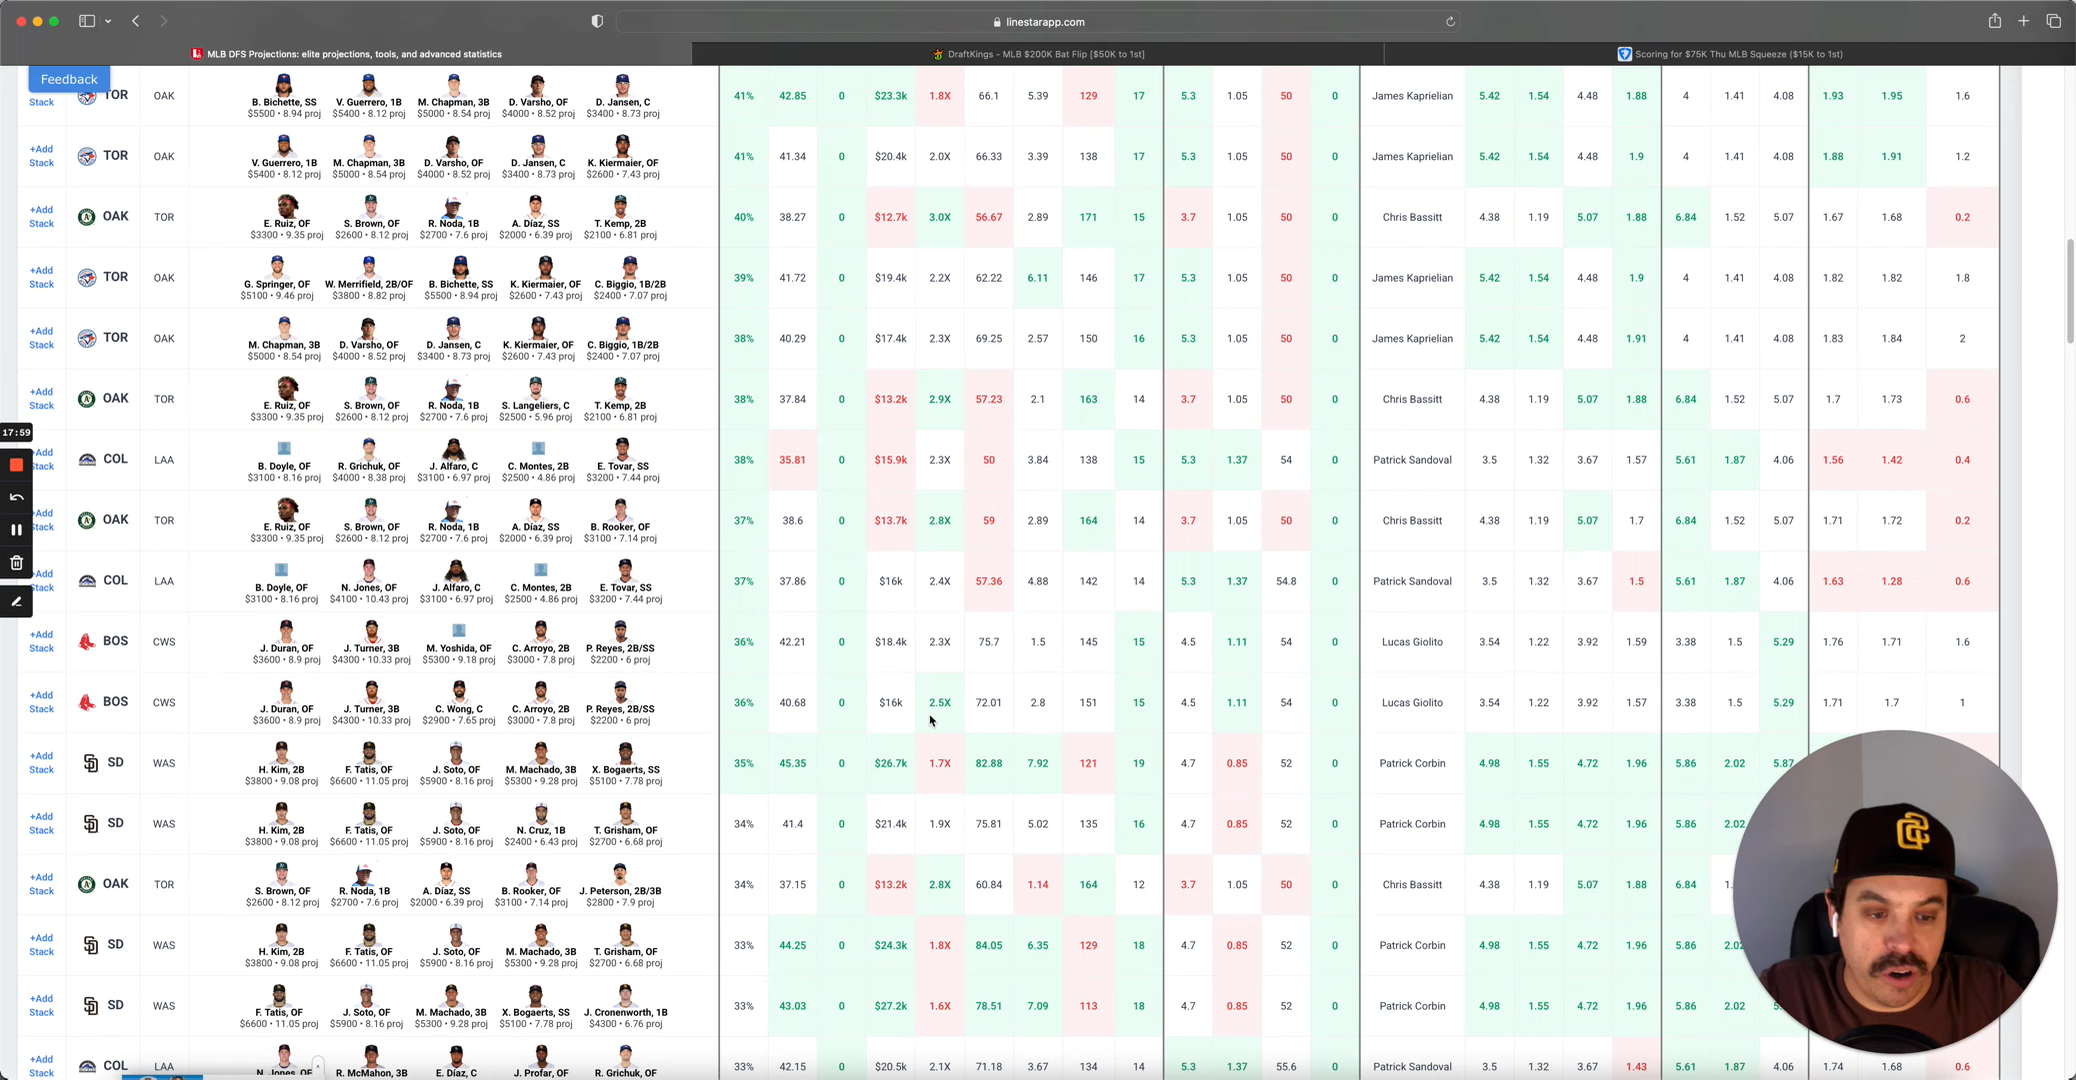 linestarapp.com
MLB DFS Projections: elite projections, tools, and advanced statistics
DraftKings - MLB $200K Bat Flip [$50K to 1st]
Scoring for $75K Thu MLB Squeeze ($15K to 1st)
Feedback
Stack TOR OAK B. Bichette, SS V. Guerrero, 1B M. Chapman, 3B D. Varsho, OF D. Jansen, C 41% 42.85 0 $23.3k 1.8X 66.1 5.39 129 17 5.3 1.05 50 0 James Kaprielian 5.42 1.54 4.48 1.88 4 1.41 4.08 1.93 1.95 1.6
$5500 • 8.94 proj $5400 • 8.12 proj $5000 • 8.54 proj $4000 • 8.52 proj $3400 • 8.73 proj
+Add Stack TOR OAK V. Guerrero, 1B M. Chapman, 3B D. Varsho, OF D. Jansen, C K. Kiermaier, OF 41% 41.34 0 $20.4k 2.0X 66.33 3.39 138 17 5.3 1.05 50 0 James Kaprielian 5.42 1.54 4.48 1.9 4 1.41 4.08 1.88 1.91 1.2
$5400 • 8.12 proj $5000 • 8.54 proj $4000 • 8.52 proj $3400 • 8.73 proj $2600 • 7.43 proj
+Add Stack OAK TOR E. Ruiz, OF S. Brown, OF R. Noda, 1B A. Díaz, SS T. Kemp, 2B 40% 38.27 0 $12.7k 3.0X 56.67 2.89 171 15 3.7 1.05 50 0 Chris Bassitt 4.38 1.19 5.07 1.88 6.84 1.52 5.07 1.67 1.68 0.2
$3300 • 9.35 proj $2600 • 8.12 proj $2700 • 7.6 proj $2000 • 6.39 proj $2100 • 6.81 proj
+Add Stack TOR OAK G. Springer, OF W. Merrifield, 2B/OF B. Bichette, SS K. Kiermaier, OF C. Biggio, 1B/2B 39% 41.72 0 $19.4k 2.2X 62.22 6.11 146 17 5.3 1.05 50 0 James Kaprielian 5.42 1.54 4.48 1.9 4 1.41 4.08 1.82 1.82 1.8
$5100 • 9.46 proj $3800 • 8.82 proj $5500 • 8.94 proj $2600 • 7.43 proj $2400 • 7.07 proj
+Add Stack TOR OAK M. Chapman, 3B D. Varsho, OF D. Jansen, C K. Kiermaier, OF C. Biggio, 1B/2B 38% 40.29 0 $17.4k 2.3X 69.25 2.57 150 16 5.3 1.05 50 0 James Kaprielian 5.42 1.54 4.48 1.91 4 1.41 4.08 1.83 1.84 2
$5000 • 8.54 proj $4000 • 8.52 proj $3400 • 8.73 proj $2600 • 7.43 proj $2400 • 7.07 proj
+Add Stack OAK TOR E. Ruiz, OF S. Brown, OF R. Noda, 1B S. Langeliers, C T. Kemp, 2B 38% 37.84 0 $13.2k 2.9X 57.23 2.1 163 14 3.7 1.05 50 0 Chris Bassitt 4.38 1.19 5.07 1.88 6.84 1.52 5.07 1.7 1.73 0.6
$3300 • 9.35 proj $2600 • 8.12 proj $2700 • 7.6 proj $2500 • 5.96 proj $2100 • 6.81 proj
17:59
+Add Stack COL LAA B. Doyle, OF R. Grichuk, OF J. Alfaro, C C. Montes, 2B E. Tovar, SS 38% 35.81 0 $15.9k 2.3X 50 3.84 138 15 5.3 1.37 54 0 Patrick Sandoval 3.5 1.32 3.67 1.57 5.61 1.87 4.06 1.56 1.42 0.4
$3100 • 8.16 proj $4000 • 8.38 proj $3100 • 6.97 proj $2500 • 4.86 proj $3200 • 7.44 proj
+Add Stack OAK TOR E. Ruiz, OF S. Brown, OF R. Noda, 1B A. Díaz, SS B. Rooker, OF 37% 38.6 0 $13.7k 2.8X 59 2.89 164 14 3.7 1.05 50 0 Chris Bassitt 4.38 1.19 5.07 1.7 6.84 1.52 5.07 1.71 1.72 0.2
$3300 • 9.35 proj $2600 • 8.12 proj $2700 • 7.6 proj $2000 • 6.39 proj $3100 • 7.14 proj
+Add Stack COL LAA B. Doyle, OF N. Jones, OF J. Alfaro, C C. Montes, 2B E. Tovar, SS 37% 37.86 0 $16k 2.4X 57.36 4.88 142 14 5.3 1.37 54.8 0 Patrick Sandoval 3.5 1.32 3.67 1.5 5.61 1.87 4.06 1.63 1.28 0.6
$3100 • 8.16 proj $4100 • 10.43 proj $3100 • 6.97 proj $2500 • 4.86 proj $3200 • 7.44 proj
+Add Stack BOS CWS J. Duran, OF J. Turner, 3B M. Yoshida, OF C. Arroyo, 2B P. Reyes, 2B/SS 36% 42.21 0 $18.4k 2.3X 75.7 1.5 145 15 4.5 1.11 54 0 Lucas Giolito 3.54 1.22 3.92 1.59 3.38 1.5 5.29 1.76 1.71 1.6
$3600 • 8.9 proj $4300 • 10.33 proj $5300 • 9.18 proj $3000 • 7.8 proj $2200 • 6 proj
+Add Stack BOS CWS J. Duran, OF J. Turner, 3B C. Wong, C C. Arroyo, 2B P. Reyes, 2B/SS 36% 40.68 0 $16k 2.5X 72.01 2.8 151 15 4.5 1.11 54 0 Lucas Giolito 3.54 1.22 3.92 1.57 3.38 1.5 5.29 1.71 1.7 1
$3600 • 8.9 proj $4300 • 10.33 proj $2900 • 7.65 proj $3000 • 7.8 proj $2200 • 6 proj
+Add Stack SD WAS H. Kim, 2B F. Tatis, OF J. Soto, OF M. Machado, 3B X. Bogaerts, SS 35% 45.35 0 $26.7k 1.7X 82.88 7.92 121 19 4.7 0.85 52 0 Patrick Corbin 4.98 1.55 4.72 1.96 5.86 2.02 5.87
$3800 • 9.08 proj $6600 • 11.05 proj $5900 • 8.16 proj $5300 • 9.28 proj $5100 • 7.78 proj
+Add Stack SD WAS H. Kim, 2B F. Tatis, OF J. Soto, OF N. Cruz, 1B T. Grisham, OF 34% 41.4 0 $21.4k 1.9X 75.81 5.02 135 16 4.7 0.85 52 0 Patrick Corbin 4.98 1.55 4.72 1.96 5.86 2.02
$3800 • 9.08 proj $6600 • 11.05 proj $5900 • 8.16 proj $2400 • 6.43 proj $2700 • 6.68 proj
+Add Stack OAK TOR S. Brown, OF R. Noda, 1B A. Díaz, SS B. Rooker, OF J. Peterson, 2B/3B 34% 37.15 0 $13.2k 2.8X 60.84 1.14 164 12 3.7 1.05 50 0 Chris Bassitt 4.38 1.19 5.07 1.88 6.84
$2600 • 8.12 proj $2700 • 7.6 proj $2000 • 6.39 proj $3100 • 7.14 proj $2800 • 7.9 proj
+Add Stack SD WAS H. Kim, 2B F. Tatis, OF J. Soto, OF M. Machado, 3B T. Grisham, OF 33% 44.25 0 $24.3k 1.8X 84.05 6.35 129 18 4.7 0.85 52 0 Patrick Corbin 4.98 1.55 4.72 1.96 5.86
$3800 • 9.08 proj $6600 • 11.05 proj $5900 • 8.16 proj $5300 • 9.28 proj $2700 • 6.68 proj
+Add Stack SD WAS F. Tatis, OF J. Soto, OF M. Machado, 3B X. Bogaerts, SS J. Cronenworth, 1B 33% 43.03 0 $27.2k 1.6X 78.51 7.09 113 18 4.7 0.85 52 0 Patrick Corbin 4.98 1.55 4.72 1.96 5.86 2.02
$6600 • 11.05 proj $5900 • 8.16 proj $5300 • 9.28 proj $5100 • 7.78 proj $4300 • 6.76 proj
+Add Stack COL LAA N. Jones, OF R. McMahon, 3B E. Díaz, C J. Profar, OF R. Grichuk, OF 33% 42.15 0 $20.5k 2.1X 71.18 3.67 134 14 5.3 1.37 55.6 0 Patrick Sandoval 3.5 1.32 3.67 1.43 5.61 1.87 4.06 1.74 1.68 0.6